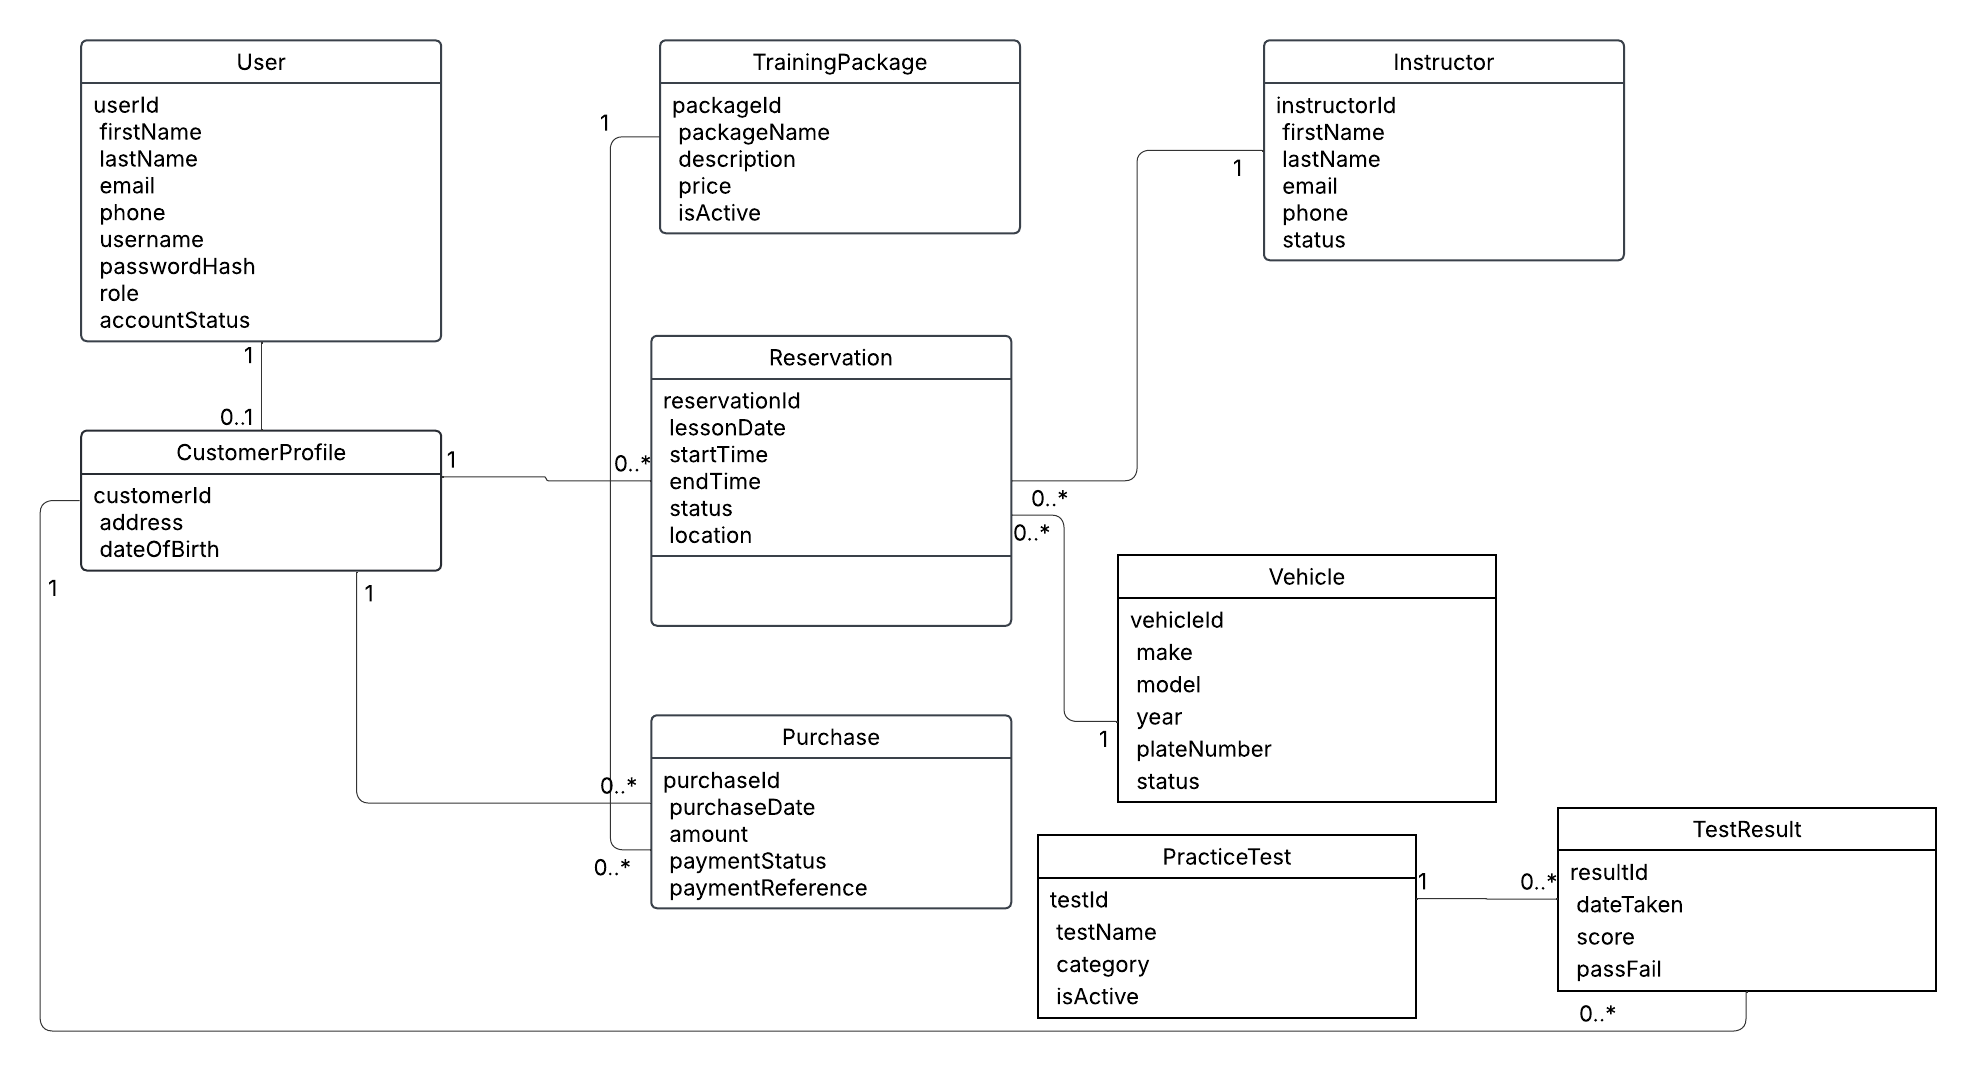 User
userId
firstName
lastName
email
phone
username
passwordHash
role
accountStatus
1
0..1
CustomerProfile
customerId
address
dateOfBirth
1
1
1
TrainingPackage
packageId
packageName
description
price
isActive
1
Reservation
reservationId
lessonDate
startTime
endTime
status
location
0..*
0..*
0..*
Purchase
purchaseId
purchaseDate
amount
paymentStatus
paymentReference
0..*
0..*
Instructor
instructorId
firstName
lastName
email
phone
status
1
Vehicle
vehicleId
make
model
year
plateNumber
status
1
PracticeTest
testId
testName
category
isActive
1
0..*
TestResult
resultId
dateTaken
score
passFail
0..*